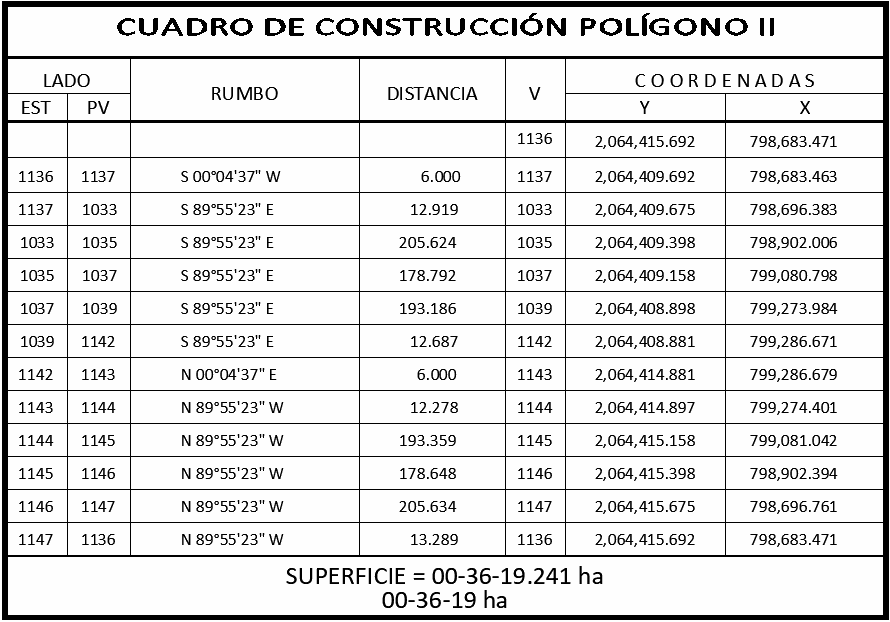 CUADRO DE CONSTRUCCIÓN POLÍGONO II
LADO RUMBO DISTANCIA V COORDENADAS
EST PV Y X
1136 2,064,415.692 798,683.471
1136 1137 S 00°04'37" W 6.000 1137 2,064,409.692 798,683.463
1137 1033 S 89°55'23" E 12.919 1033 2,064,409.675 798,696.383
1033 1035 S 89°55'23" E 205.624 1035 2,064,409.398 798,902.006
1035 1037 S 89°55'23" E 178.792 1037 2,064,409.158 799,080.798
1037 1039 S 89°55'23" E 193.186 1039 2,064,408.898 799,273.984
1039 1142 S 89°55'23" E 12.687 1142 2,064,408.881 799,286.671
1142 1143 N 00°04'37" E 6.000 1143 2,064,414.881 799,286.679
1143 1144 N 89°55'23" W 12.278 1144 2,064,414.897 799,274.401
1144 1145 N 89°55'23" W 193.359 1145 2,064,415.158 799,081.042
1145 1146 N 89°55'23" W 178.648 1146 2,064,415.398 798,902.394
1146 1147 N 89°55'23" W 205.634 1147 2,064,415.675 798,696.761
1147 1136 N 89°55'23" W 13.289 1136 2,064,415.692 798,683.471
SUPERFICIE = 00-36-19.241 ha
00-36-19 ha